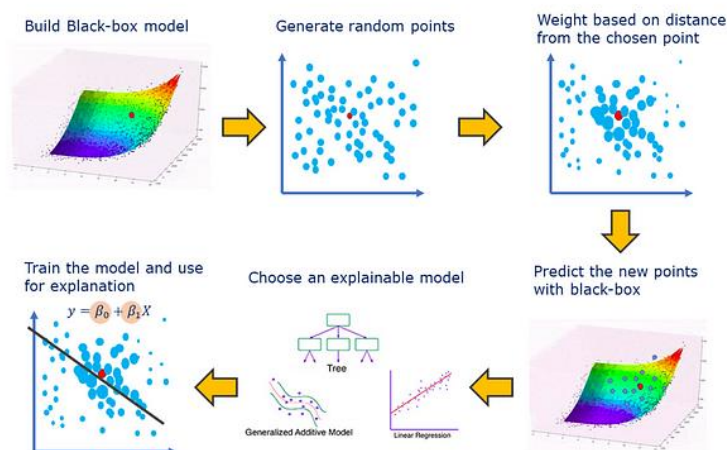 Build Black-box model
Generate random points
Weight based on distance
from the chosen point
Predict the new points
with black-box
Choose an explainable model
Tree
Generalized Additive Model
Linear Regression
Train the model and use
for explanation
y = β₀ + β₁X